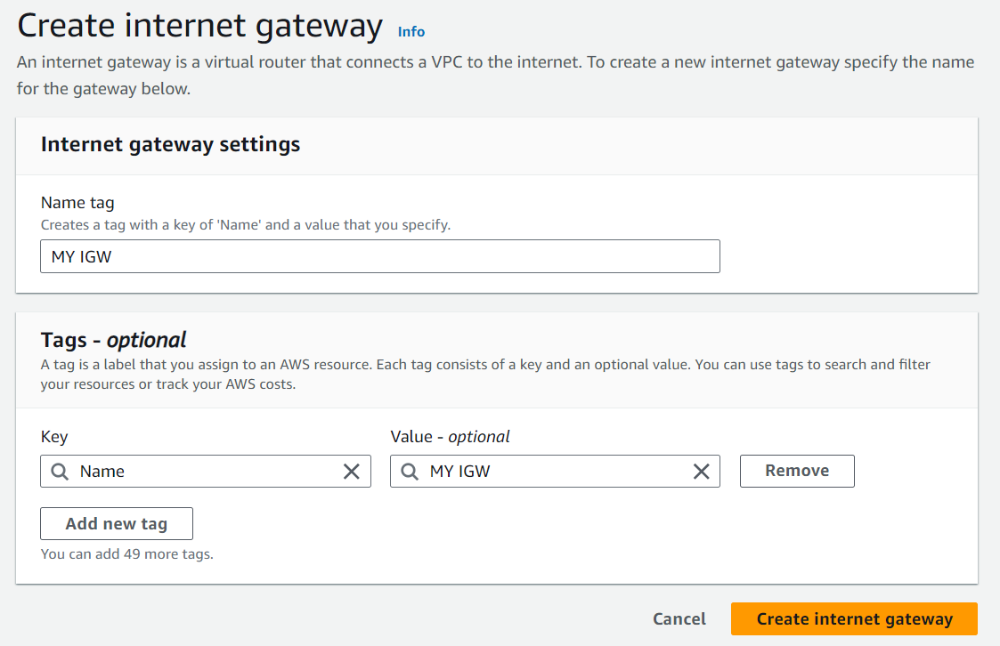 Create internet gateway Info
An internet gateway is a virtual router that connects a VPC to the internet. To create a new internet gateway specify the name
for the gateway below.
Internet gateway settings
Name tag
Creates a tag with a key of 'Name' and a value that you specify.
MY IGW
Tags - optional
A tag is a label that you assign to an AWS resource. Each tag consists of a key and an optional value. You can use tags to search and filter
your resources or track your AWS costs.
Key Value - optional
Name MY IGW Remove
Add new tag
You can add 49 more tags.
Cancel Create internet gateway